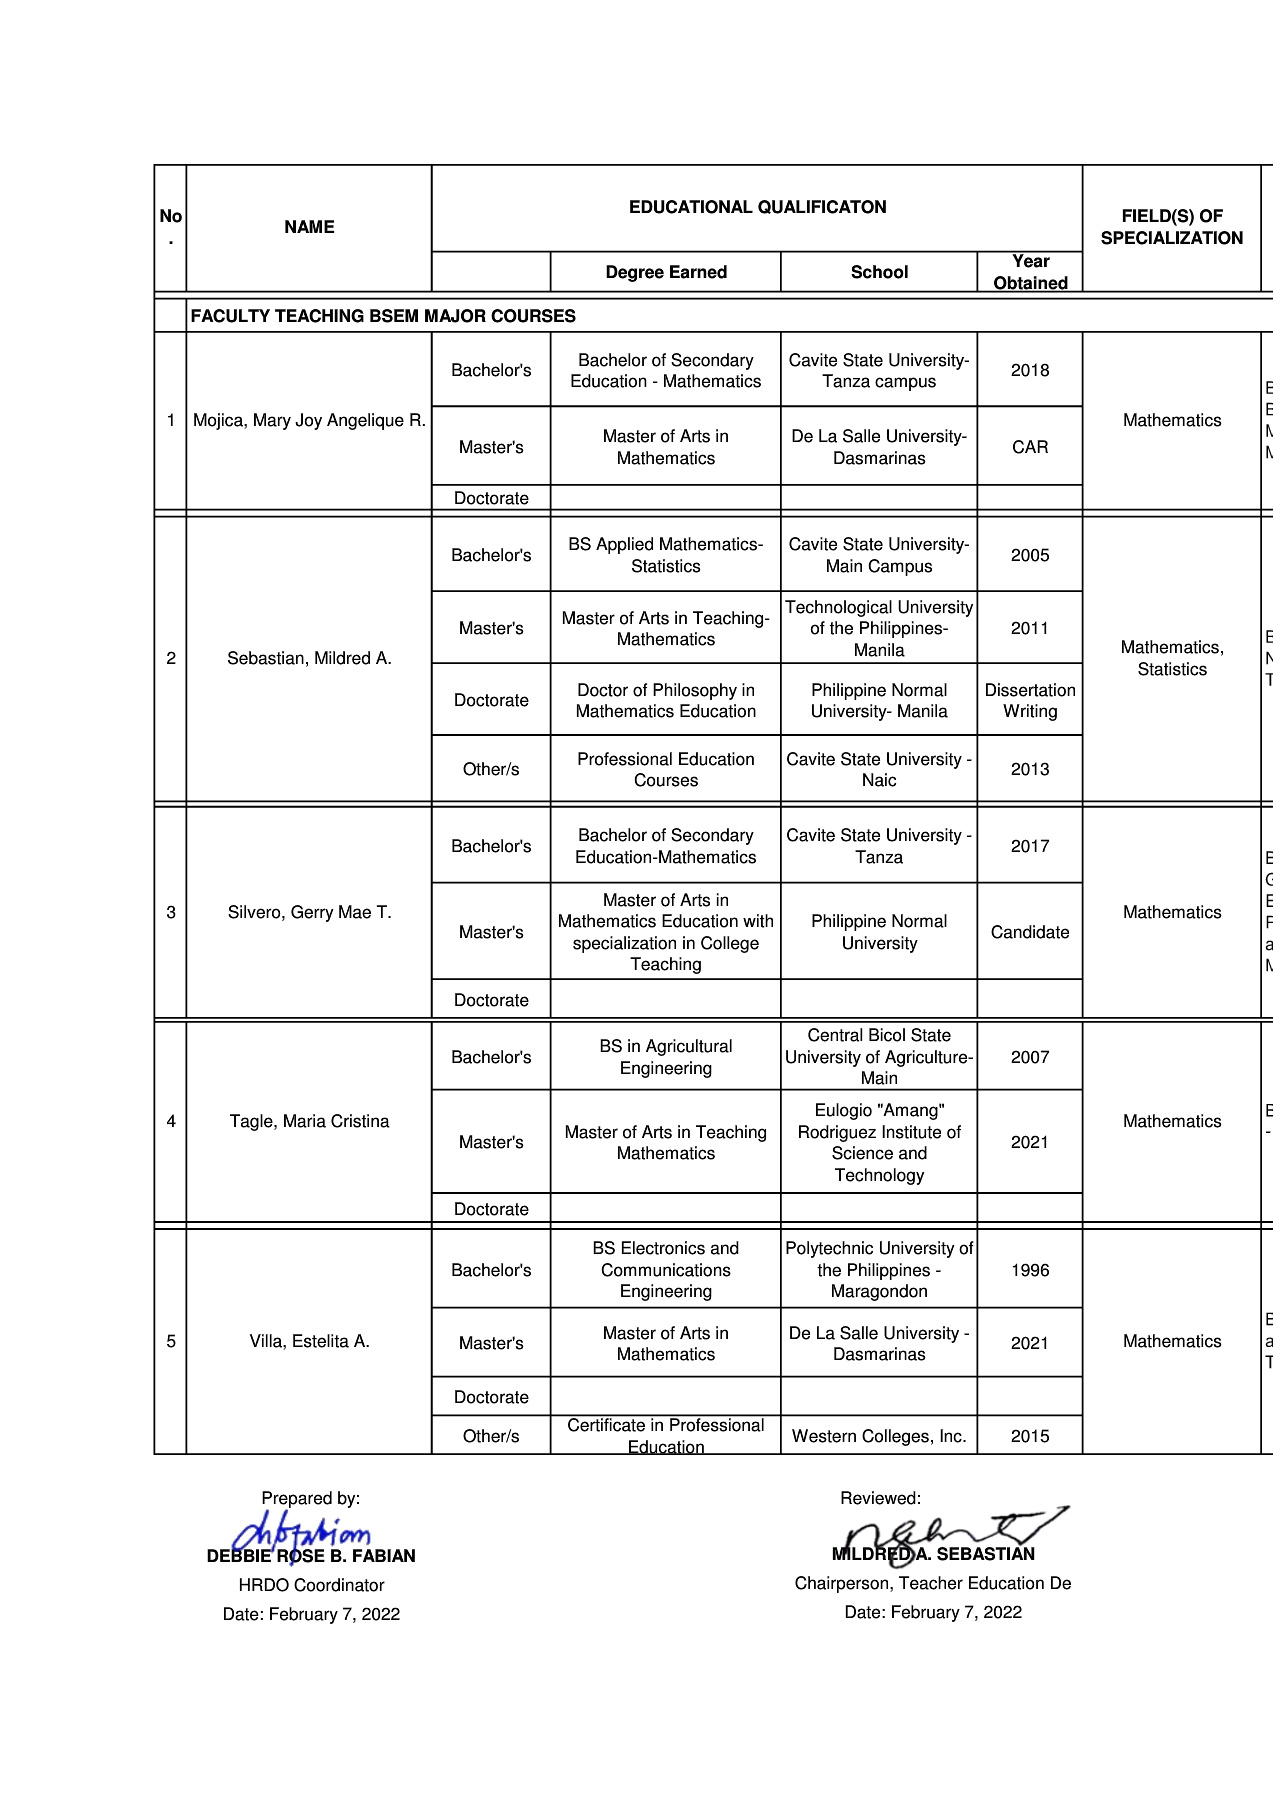 No
.
NAME
EDUCATIONAL QUALIFICATON
FIELD(S) OF
SPECIALIZATION
Degree Earned
School
Year
Obtained
FACULTY TEACHING BSEM MAJOR COURSES
1
Mojica, Mary Joy Angelique R.
Bachelor's
Bachelor of Secondary
Education - Mathematics
Cavite State University-
Tanza campus
2018
Master's
Master of Arts in
Mathematics
De La Salle University-
Dasmarinas
CAR
Doctorate
Mathematics
2
Sebastian, Mildred A.
Bachelor's
BS Applied Mathematics-
Statistics
Cavite State University-
Main Campus
2005
Master's
Master of Arts in Teaching-
Mathematics
Technological University
of the Philippines-
Manila
2011
Doctorate
Doctor of Philosophy in
Mathematics Education
Philippine Normal
University- Manila
Dissertation
Writing
Other/s
Professional Education
Courses
Cavite State University -
Naic
2013
Mathematics,
Statistics
3
Silvero, Gerry Mae T.
Bachelor's
Bachelor of Secondary
Education-Mathematics
Cavite State University -
Tanza
2017
Master's
Master of Arts in
Mathematics Education with
specialization in College
Teaching
Philippine Normal
University
Candidate
Doctorate
Mathematics
4
Tagle, Maria Cristina
Bachelor's
BS in Agricultural
Engineering
Central Bicol State
University of Agriculture-
Main
2007
Master's
Master of Arts in Teaching
Mathematics
Eulogio "Amang"
Rodriguez Institute of
Science and
Technology
2021
Doctorate
Mathematics
5
Villa, Estelita A.
Bachelor's
BS Electronics and
Communications
Engineering
Polytechnic University of
the Philippines -
Maragondon
1996
Master's
Master of Arts in
Mathematics
De La Salle University -
Dasmarinas
2021
Doctorate
Other/s
Certificate in Professional
Education
Western Colleges, Inc.
2015
Mathematics
Prepared by:
DEBBIE ROSE B. FABIAN
HRDO Coordinator
Date: February 7, 2022
Reviewed:
MILDRED A. SEBASTIAN
Chairperson, Teacher Education De
Date: February 7, 2022